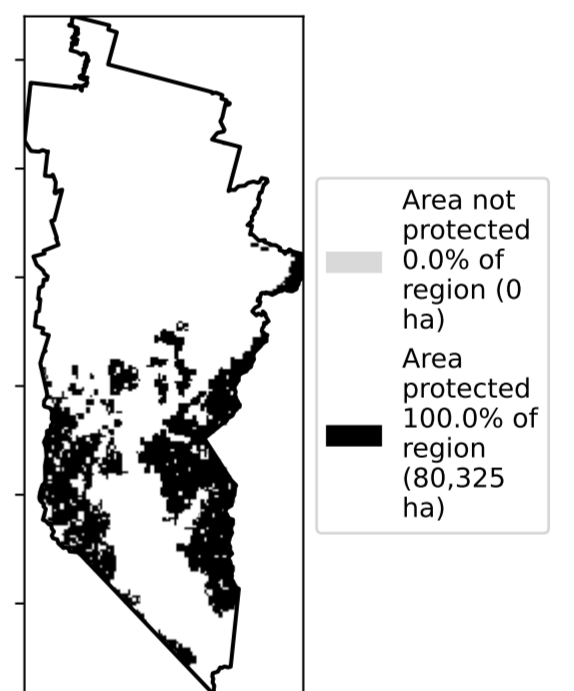 Area not
protected
0.0% of
region (0
ha)
Area
protected
100.0% of
region
(80,325
ha)